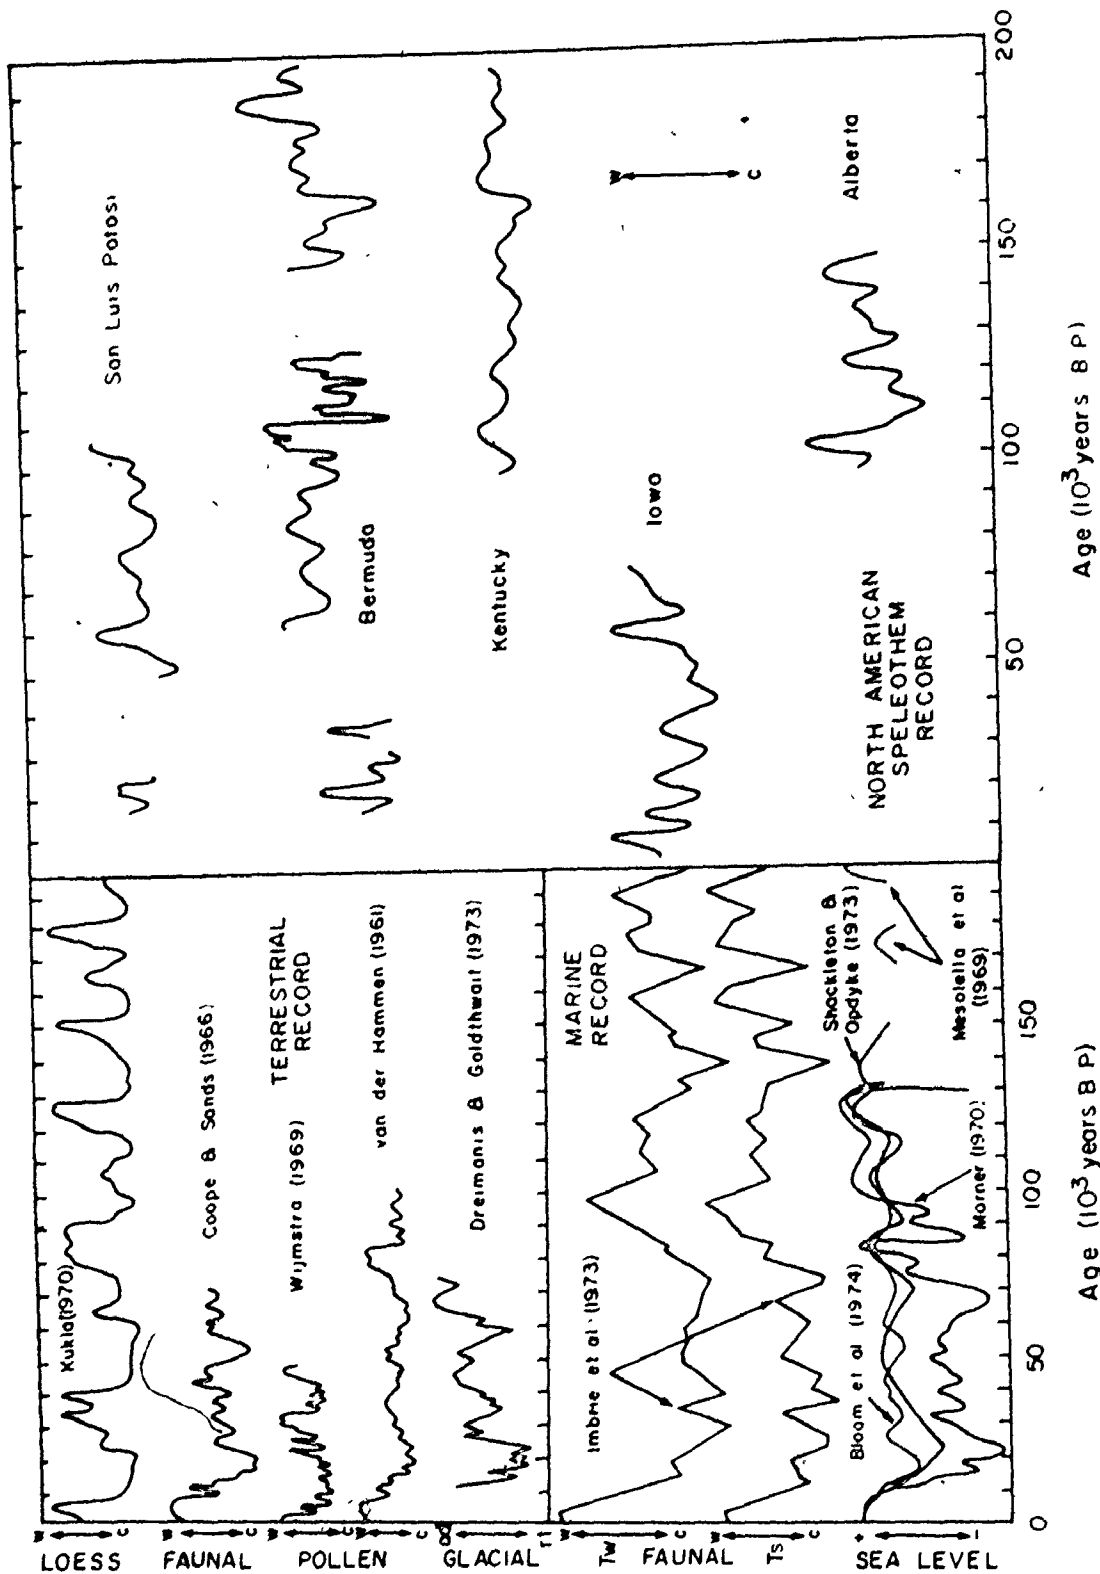 LOESS
FAUNAL
POLLEN
GLACIAL
FAUNAL
SEA LEVEL
W
C
W
C
W
C
W
C
W
Tw
C
W
Ts
C
+
-
Kukla (1970)
Coope & Sands (1966)
Wijmstra (1969)
TERRESTRIAL
RECORD
van der Hammen (1961)
Dreimanis & Goldthwait (1973)
MARINE
RECORD
Imbrie et al (1973)
Shackleton &
Opdyke (1973)
Bloom et al (1974)
Morner (1970)
Mesolella et al
(1969)
0
50
100
150
Age (10³ years B P)
San Luis Potosi
Bermuda
Kentucky
Iowa
W
C
Alberta
NORTH AMERICAN
SPELEOTHEM
RECORD
50
100
150
200
Age (10³ years B P)